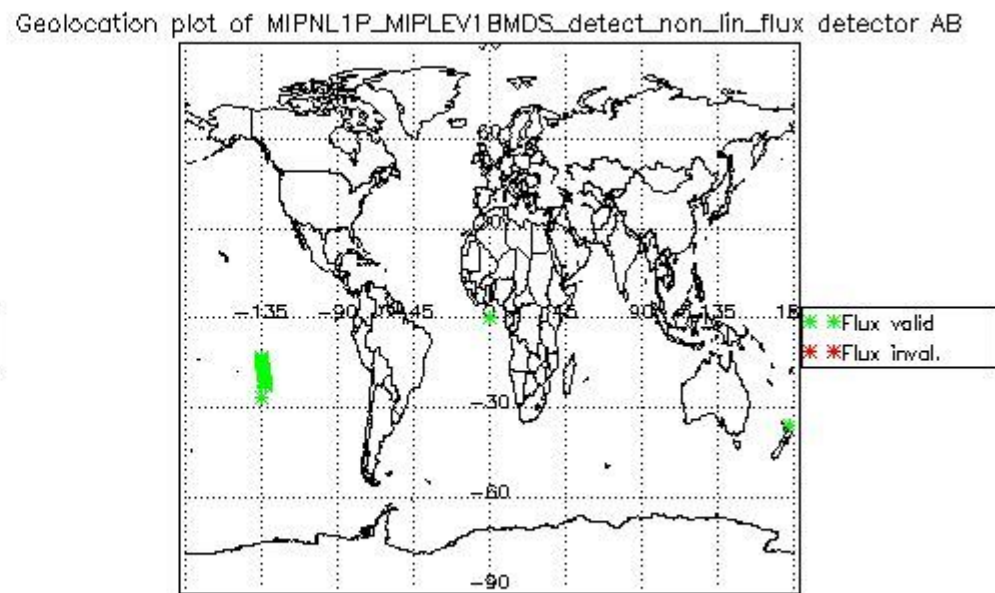 Geolocation plot of MIPNL1P_MIPLEV1BMDS_detect_non_lin_flux detector AB
-135 -90 -45 45 90 135
Flux valid
Flux inval.
-30
-60
-90